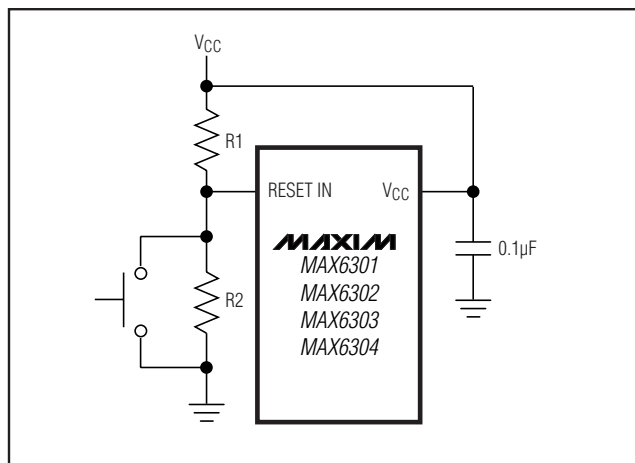 VCC
R1
RESET IN
VCC
MAXIM
MAX6301
MAX6302
MAX6303
MAX6304
0.1µF
R2